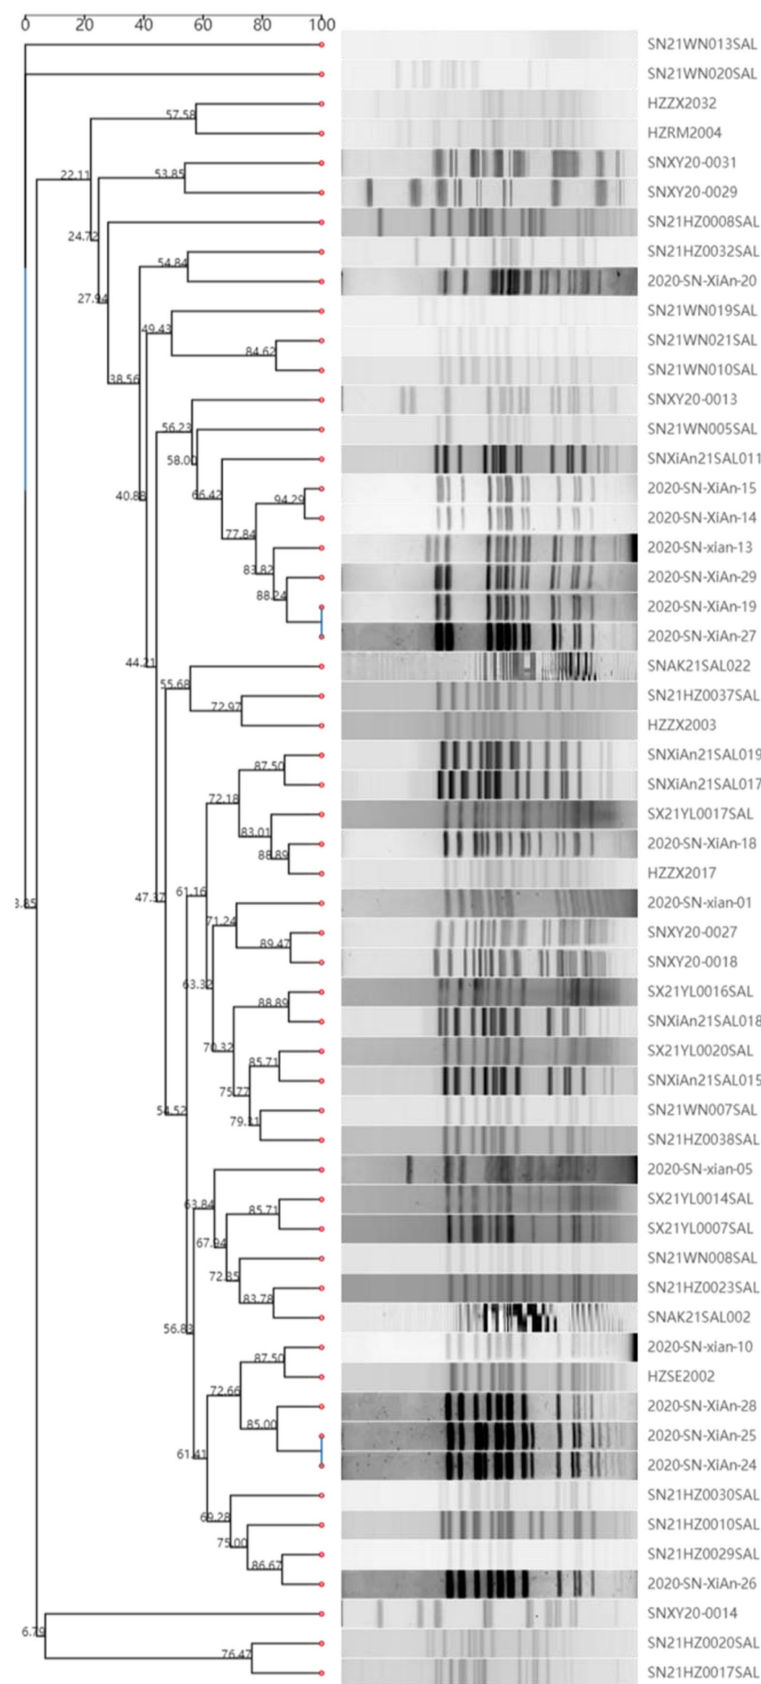 0 20 40 60 80 100
SN21WN013SAL
SN21WN020SAL
57.58 HZZX2032
HZRM2004
22.11 53.85 SNXY20-0031
SNXY20-0029
24.72 SN21HZ0008SAL
54.84 SN21HZ0032SAL
27.94 2020-SN-XiAn-20
49.43 SN21WN019SAL
84.62 SN21WN021SAL
38.56 SN21WN010SAL
SNXY20-0013
56.23 SN21WN005SAL
58.00 SNXiAn21SAL011
40.88 66.42 94.29 2020-SN-XiAn-15
2020-SN-XiAn-14
77.84 2020-SN-xian-13
83.82 2020-SN-XiAn-29
88.24 2020-SN-XiAn-19
2020-SN-XiAn-27
44.21 SNAK21SAL022
55.68 SN21HZ0037SAL
72.97 HZZX2003
SNXiAn21SAL019
87.50 SNXiAn21SAL017
72.18 SX21YL0017SAL
83.01 2020-SN-XiAn-18
88.89 HZZX2017
47.37 61.16 2020-SN-xian-01
3.85 71.24 SNXY20-0027
89.47 SNXY20-0018
63.32 SX21YL0016SAL
88.89 SNXiAn21SAL018
70.32 SX21YL0020SAL
85.71 SNXiAn21SAL015
75.77 SN21WN007SAL
54.52 79.31 SN21HZ0038SAL
2020-SN-xian-05
63.84 85.71 SX21YL0014SAL
SX21YL0007SAL
67.94 SN21WN008SAL
72.35 SN21HZ0023SAL
83.78 SNAK21SAL002
56.83 2020-SN-xian-10
87.50 HZSE2002
72.66 2020-SN-XiAn-28
85.00 2020-SN-XiAn-25
61.41 2020-SN-XiAn-24
SN21HZ0030SAL
69.28 SN21HZ0010SAL
75.00 SN21HZ0029SAL
86.67 2020-SN-XiAn-26
SNXY20-0014
6.79 SN21HZ0020SAL
76.47 SN21HZ0017SAL